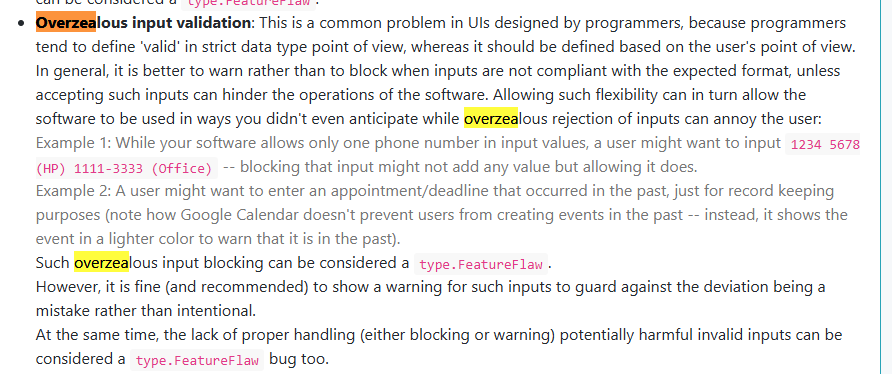 can be considered a type.FeatureFlaw.
• Overzealous input validation: This is a common problem in UIs designed by programmers, because programmers
tend to define 'valid' in strict data type point of view, whereas it should be defined based on the user's point of view.
In general, it is better to warn rather than to block when inputs are not compliant with the expected format, unless
accepting such inputs can hinder the operations of the software. Allowing such flexibility can in turn allow the
software to be used in ways you didn't even anticipate while overzealous rejection of inputs can annoy the user:
Example 1: While your software allows only one phone number in input values, a user might want to input 1234 5678
(HP) 1111-3333 (Office) -- blocking that input might not add any value but allowing it does.
Example 2: A user might want to enter an appointment/deadline that occurred in the past, just for record keeping
purposes (note how Google Calendar doesn't prevent users from creating events in the past -- instead, it shows the
event in a lighter color to warn that it is in the past).
Such overzealous input blocking can be considered a type.FeatureFlaw.
However, it is fine (and recommended) to show a warning for such inputs to guard against the deviation being a
mistake rather than intentional.
At the same time, the lack of proper handling (either blocking or warning) potentially harmful invalid inputs can be
considered a type.FeatureFlaw bug too.